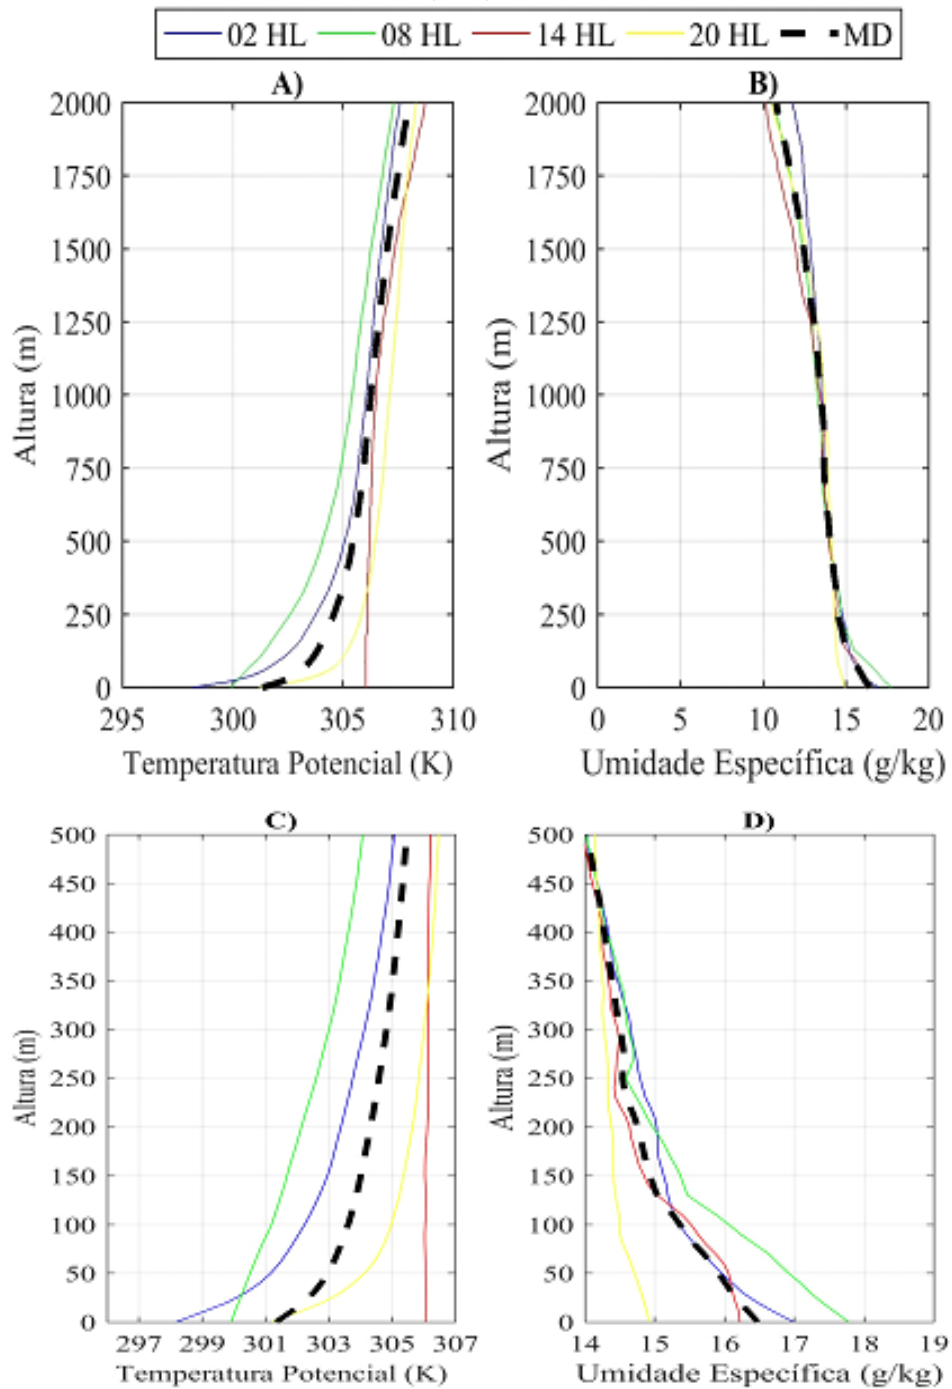 02 HL 08 HL 14 HL 20 HL MD
A)
2000
1750
1500
1250
1000
750
500
250
0
Altura (m)
295 300 305 310
Temperatura Potencial (K)
B)
2000
1750
1500
1250
1000
750
500
250
0
Altura (m)
0 5 10 15 20
Umidade Específica (g/kg)
C)
500
450
400
350
300
250
200
150
100
50
0
Altura (m)
297 299 301 303 305 307
Temperatura Potencial (K)
D)
500
450
400
350
300
250
200
150
100
50
0
Altura (m)
14 15 16 17 18 19
Umidade Específica (g/kg)